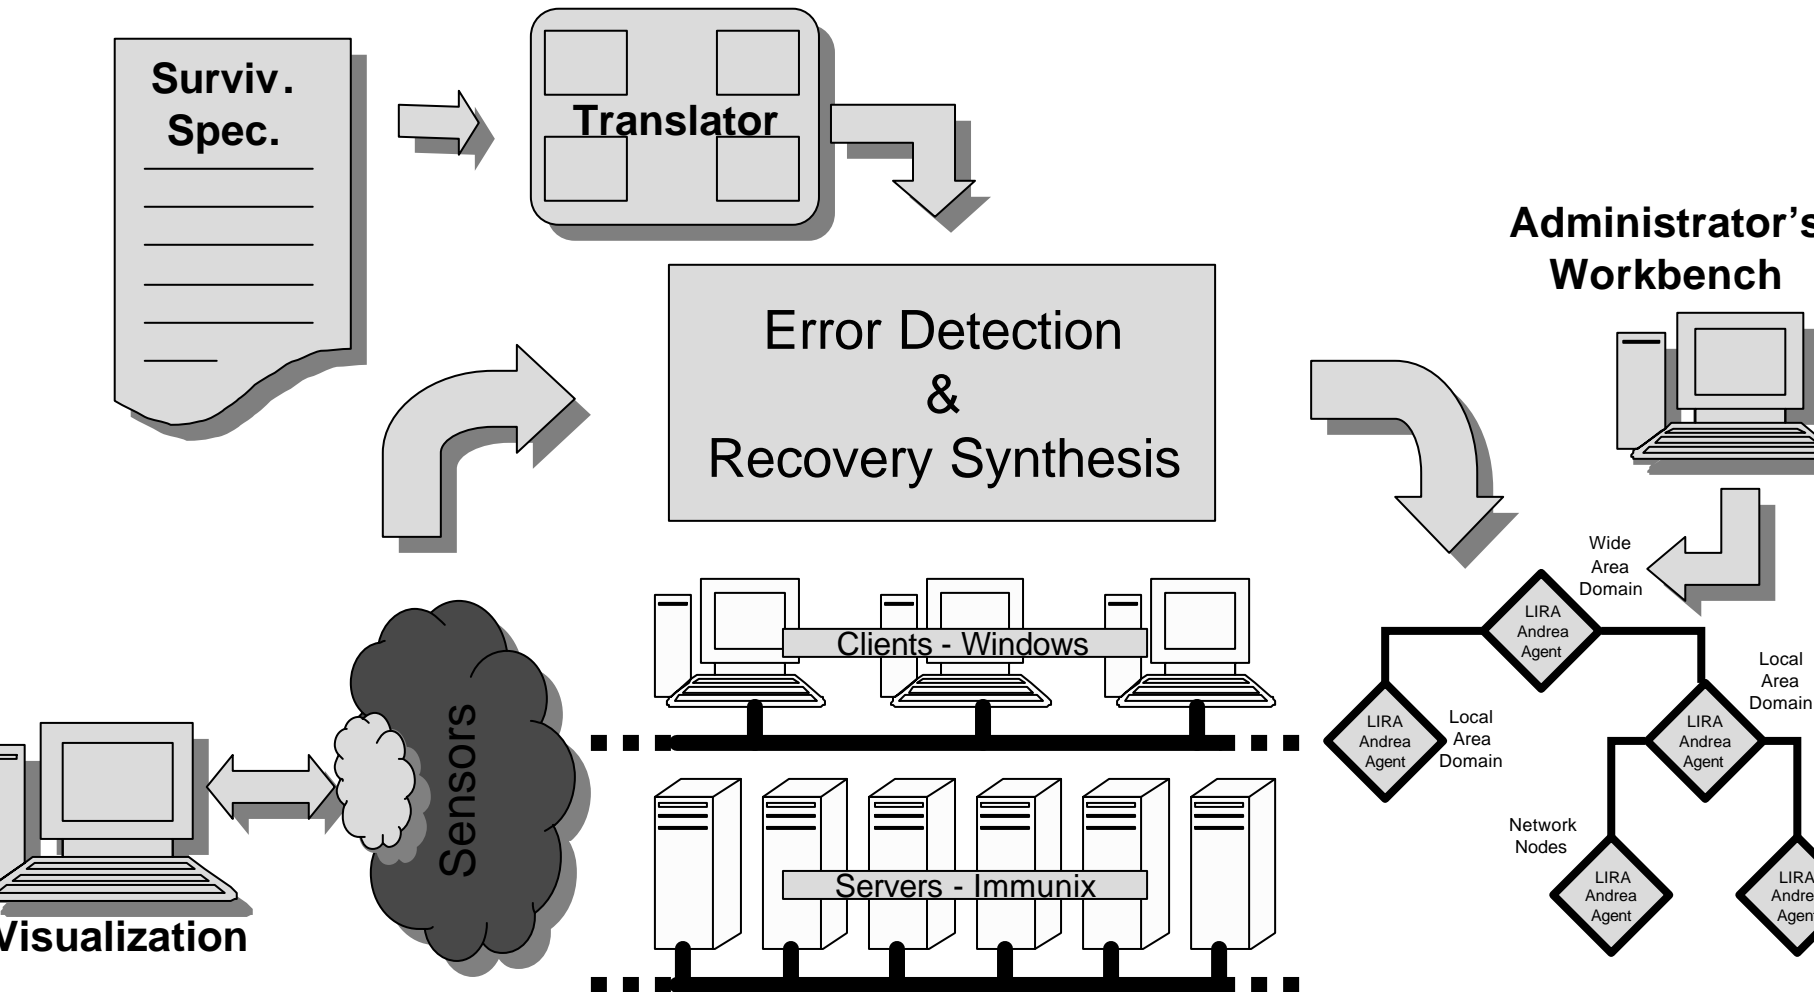 Surviv.
Spec.
Translator
Administrator's
Workbench
Error Detection
&
Recovery Synthesis
Wide
Area
Domain
LIRA
Andrea
Agent
Clients - Windows
Local
Area
Domain
LIRA
Andrea
Agent
Local
Area
Domain
LIRA
Andrea
Agent
Sensors
Servers - Immunix
Network
Nodes
LIRA
Andrea
Agent
LIRA
Andre
Agent
Visualization